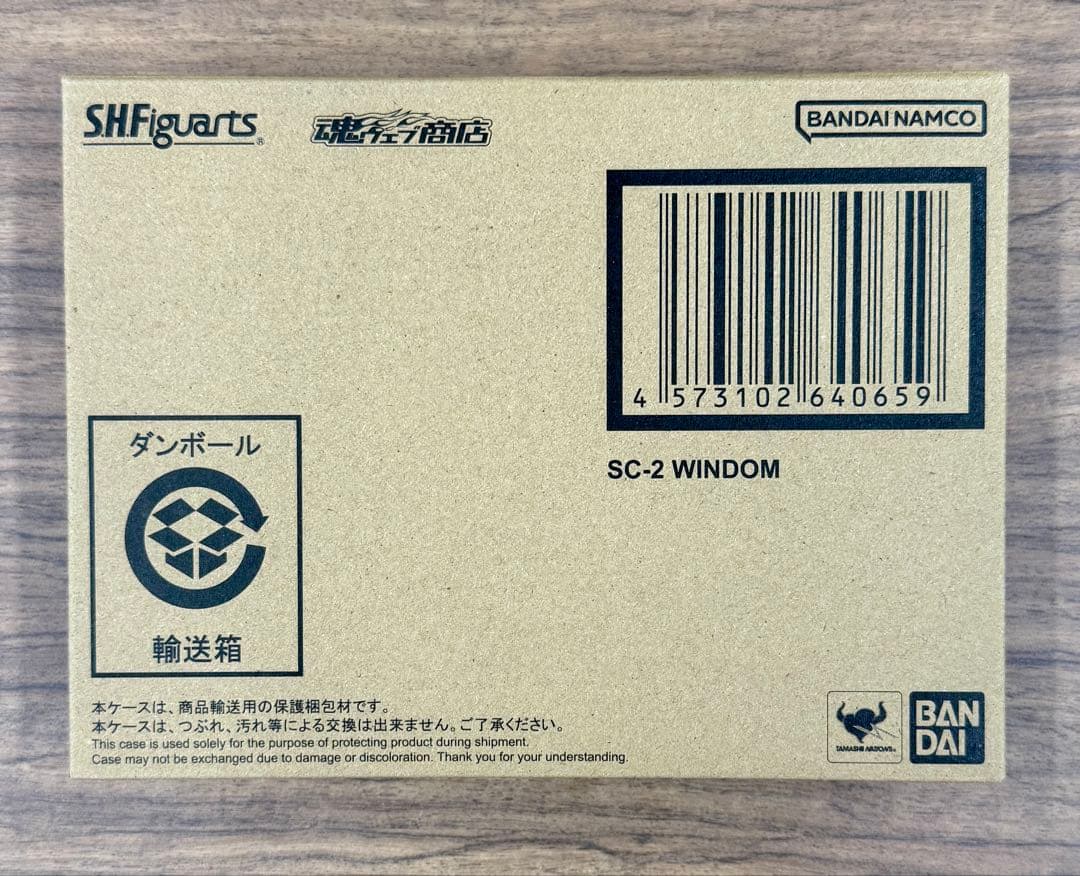 S.H.Figuarts®
魂ウェブ商店
BANDAI NAMCO
4 573102 640659
SC-2 WINDOM
ダンボール
輸送箱
本ケースは、商品輸送用の保護梱包材です。
本ケースは、つぶれ、汚れ等による交換は出来ません。ご了承ください。
This case is used solely for the purpose of protecting product during shipment.
Case may not be exchanged due to damage or discoloration. Thank you for your understanding.
TAMASHII NATIONS
BAN
DAI